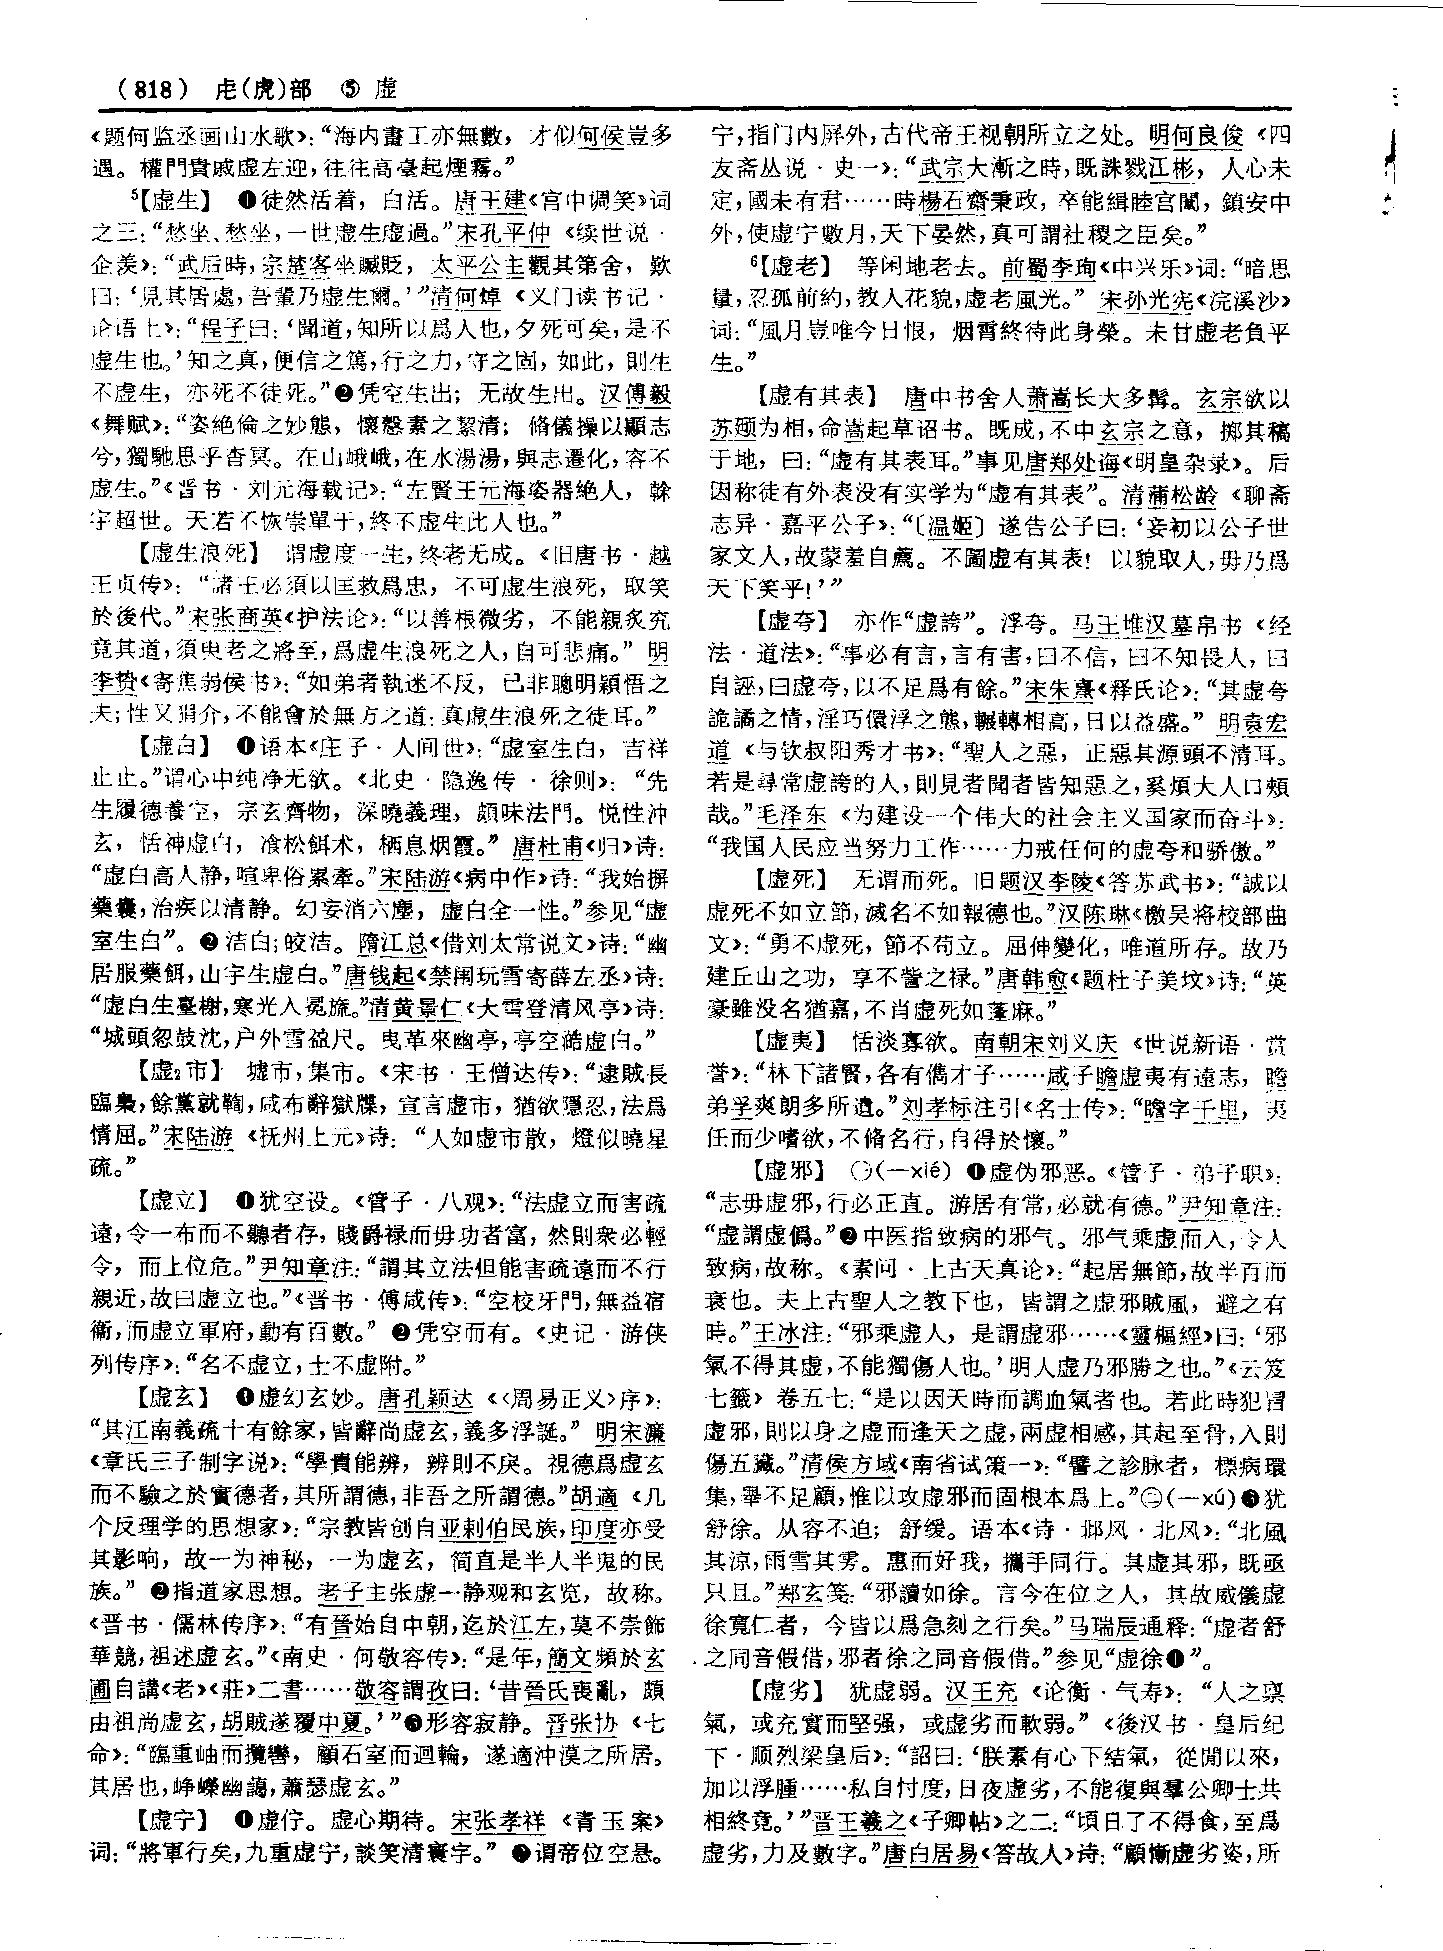 （818） 虍(虎)部 ⑤ 虚
《题何监丞画山水歌》：“海内畫工亦無數，才似何侯豈多
遇。權門貴戚虚左迎，往往高臺起煙霧。”
5【虚生】 ❶徒然活着，白活。唐王建《宫中调笑》词
之三：“愁坐、愁坐，一世虚生虚過。”宋孔平仲《续世说·
企羡》：“武后時，宗楚客坐贓貶，太平公主觀其第舍，歎
曰：‘見其居處，吾輩乃虚生爾。’”清何焯《义门读书记·
论语上》：“程子曰：‘聞道，知所以爲人也，夕死可矣，是不
虚生也。’知之真，便信之篤，行之力，守之固，如此，則生
不虚生，亦死不徒死。”❷凭空生出；无故生出。汉傅毅
《舞赋》：“姿絶倫之妙態，懷慤素之絜清；脩儀操以顯志
兮，獨馳思乎杳冥。在山峨峨，在水湯湯，與志遷化，容不
虚生。”《晋书·刘元海载记》：“左賢王元海姿器絶人，榦
宇超世。天若不恢崇單于，終不虚生此人也。”
【虚生浪死】 谓虚度一生，终老无成。《旧唐书·越
王贞传》：“諸王必須以匡救爲忠，不可虚生浪死，取笑
於後代。”宋张商英《护法论》：“以善根微劣，不能親炙究
竟其道，須臾老之將至，爲虚生浪死之人，自可悲痛。”明
李贽《寄焦弱侯书》：“如弟者執迷不反，已非聰明穎悟之
夫；性又狷介，不能會於無方之道：真虚生浪死之徒耳。”
【虚白】 ❶语本《庄子·人间世》：“虚室生白，吉祥
止止。”谓心中纯净无欲。《北史·隐逸传·徐则》：“先
生履德養空，宗玄齊物，深曉義理，頗味法門。悦性沖
玄，恬神虚白，飡松餌术，栖息烟霞。”唐杜甫《归》诗：
“虚白高人静，喧卑俗累牽。”宋陆游《病中作》诗：“我始摒
藥囊，治疾以清静。幻妄消六塵，虚白全一性。”参见“虚
室生白”。❷洁白；皎洁。隋江总《借刘太常说文》诗：“幽
居服藥餌，山宇生虚白。”唐钱起《禁闱玩雪寄薛左丞》诗：
“虚白生臺榭，寒光入冕旒。”清黄景仁《大雪登清风亭》诗：
“城頭忽鼓沈，户外雪盈尺。曳革來幽亭，亭空皓虚白。”
【虚2市】 墟市，集市。《宋书·王僧达传》：“逮賊長
臨梟，餘黨就鞫，咸布辭獄牒，宣言虚市，猶欲隱忍，法爲
情屈。”宋陆游《抚州上元》诗：“人如虚市散，燈似曉星
疏。”
【虚立】 ❶犹空设。《管子·八观》：“法虚立而害疏
遠，令一布而不聽者存，賤爵禄而毋功者富，然則衆必輕
令，而上位危。”尹知章注：“謂其立法但能害疏遠而不行
親近，故曰虚立也。”《晋书·傅咸传》：“空校牙門，無益宿
衞，而虚立軍府，動有百數。”❷凭空而有。《史记·游侠
列传序》：“名不虚立，士不虚附。”
【虚玄】 ❶虚幻玄妙。唐孔颖达《〈周易正义〉序》：
“其江南義疏十有餘家，皆辭尚虚玄，義多浮誕。”明宋濂
《章氏三子制字说》：“學貴能辨，辨則不戾。視德爲虚玄
而不驗之於實德者，其所謂德，非吾之所謂德。”胡適《几
个反理学的思想家》：“宗教皆创自亚剌伯民族，印度亦受
其影响，故一为神秘，一为虚玄，简直是半人半鬼的民
族。”❷指道家思想。老子主张虚一静观和玄览，故称。
《晋书·儒林传序》：“有晉始自中朝，迄於江左，莫不崇飾
華競，祖述虚玄。”《南史·何敬容传》：“是年，簡文頻於玄
圃自講《老》《莊》二書……敬容謂孜曰：‘昔晉氏喪亂，頗
由祖尚虚玄，胡賊遂覆中夏。’”❸形容寂静。晋张协《七
命》：“臨重岫而攬轡，顧石室而迴輪，遂適沖漠之所居。
其居也，崢嶸幽藹，蕭瑟虚玄。”
【虚宁】 ❶虚佇。虚心期待。宋张孝祥《青玉案》
词：“將軍行矣，九重虚宁，談笑清寰宇。”❷谓帝位空悬。
宁，指门内屏外，古代帝王视朝所立之处。明何良俊《四
友斋丛说·史一》：“武宗大漸之時，既誅戮江彬，人心未
定，國未有君……時楊石齋秉政，卒能緝睦宫闈，鎮安中
外，使虚宁數月，天下晏然，真可謂社稷之臣矣。”
6【虚老】 等闲地老去。前蜀李珣《中兴乐》词：“暗思
量，忍孤前約，教人花貌，虚老風光。”宋孙光宪《浣溪沙》
词：“風月豈唯今日恨，烟霄終待此身榮。未甘虚老負平
生。”
【虚有其表】 唐中书舍人萧嵩长大多髯。玄宗欲以
苏颋为相，命嵩起草诏书。既成，不中玄宗之意，掷其稿
于地，曰：“虚有其表耳。”事见唐郑处诲《明皇杂录》。后
因称徒有外表没有实学为“虚有其表”。清蒲松龄《聊斋
志异·嘉平公子》：“〔温姬〕遂告公子曰：‘妾初以公子世
家文人，故蒙羞自薦。不圖虚有其表！以貌取人，毋乃爲
天下笑乎！’”
【虚夸】 亦作“虚誇”。浮夸。马王堆汉墓帛书《经
法·道法》：“事必有言，言有害，曰不信，曰不知畏人，曰
自誣，曰虚夸，以不足爲有餘。”宋朱熹《释氏论》：“其虚夸
詭譎之情，淫巧儇浮之態，輾轉相高，日以益盛。”明袁宏
道《与钦叔阳秀才书》：“聖人之惡，正惡其源頭不清耳。
若是尋常虚誇的人，則見者聞者皆知惡之，奚煩大人口頰
哉。”毛泽东《为建设一个伟大的社会主义国家而奋斗》：
“我国人民应当努力工作……力戒任何的虚夸和骄傲。”
【虚死】 无谓而死。旧题汉李陵《答苏武书》：“誠以
虚死不如立節，滅名不如報德也。”汉陈琳《檄吴将校部曲
文》：“勇不虚死，節不苟立。屈伸變化，唯道所存。故乃
建丘山之功，享不訾之禄。”唐韩愈《题杜子美坟》诗：“英
豪雖没名猶嘉，不肖虚死如蓬麻。”
【虚夷】 恬淡寡欲。南朝宋刘义庆《世说新语·赏
誉》：“林下諸賢，各有儁才子……咸子瞻虚夷有遠志，瞻
弟孚爽朗多所遺。”刘孝标注引《名士传》：“瞻字千里，夷
任而少嗜欲，不脩名行，自得於懷。”
【虚邪】 ㊀(—xié) ❶虚伪邪恶。《管子·弟子职》：
“志毋虚邪，行必正直。游居有常，必就有德。”尹知章注：
“虚謂虚僞。”❷中医指致病的邪气。邪气乘虚而入，令人
致病，故称。《素问·上古天真论》：“起居無節，故半百而
衰也。夫上古聖人之教下也，皆謂之虚邪賊風，避之有
時。”王冰注：“邪乘虚入，是謂虚邪……《靈樞經》曰：‘邪
氣不得其虚，不能獨傷人也。’明人虚乃邪勝之也。”《云笈
七籤》卷五七：“是以因天時而調血氣者也。若此時犯冒
虚邪，則以身之虚而逢天之虚，兩虚相感，其起至骨，入則
傷五臟。”清侯方域《南省试策一》：“譬之診脉者，標病環
集，舉不足顧，惟以攻虚邪而固根本爲上。”㊁(—xú)❸犹
舒徐。从容不迫；舒缓。语本《诗·邶风·北风》：“北風
其涼，雨雪其雱。惠而好我，攜手同行。其虚其邪，既亟
只且。”郑玄笺：“邪讀如徐。言今在位之人，其故威儀虚
徐寬仁者，今皆以爲急刻之行矣。”马瑞辰通释：“虚者舒
之同音假借，邪者徐之同音假借。”参见“虚徐❶”。
【虚劣】 犹虚弱。汉王充《论衡·气寿》：“人之禀
氣，或充實而堅强，或虚劣而軟弱。”《後汉书·皇后纪
下·顺烈梁皇后》：“詔曰：‘朕素有心下結氣，從閒以來，
加以浮腫……私自忖度，日夜虚劣，不能復與羣公卿士共
相終竟。’”晋王羲之《子卿帖》之二：“頃日了不得食，至爲
虚劣，力及數字。”唐白居易《答故人》诗：“顧慚虚劣姿，所